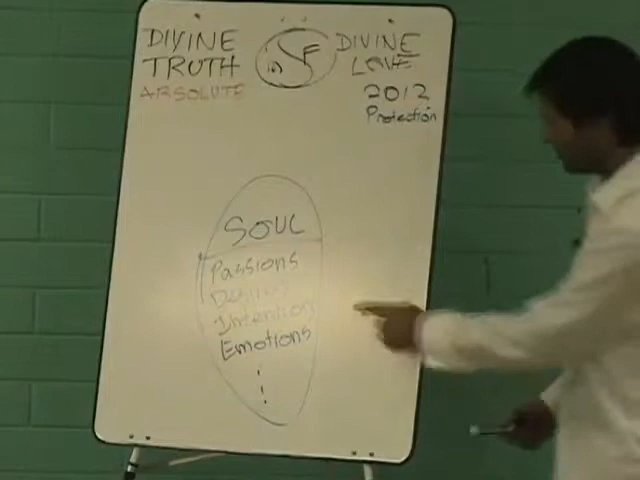 DIVINE
TRUTH
ABSOLUTE
DIVINE
LOVE
2012
Protection
SOUL
Passions
Desires
Intention
Emotions